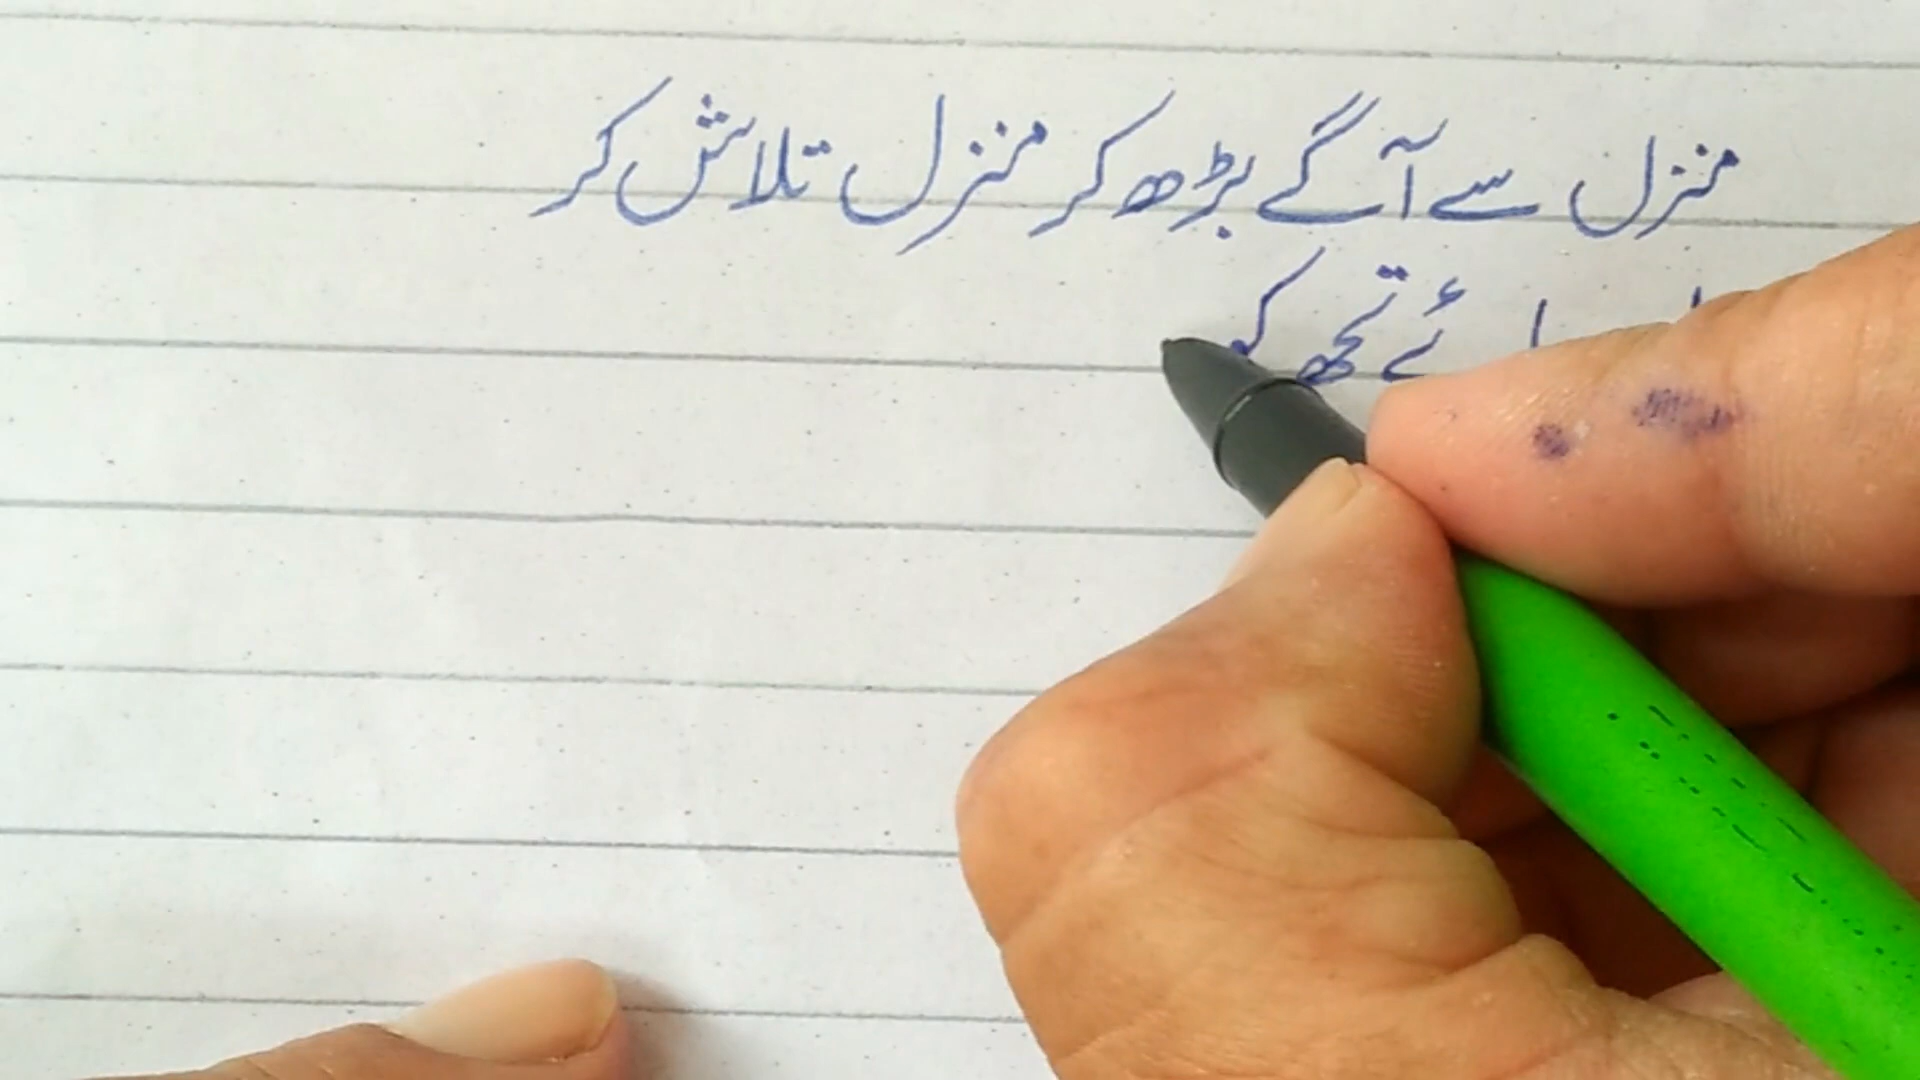 منزل سے آگے بڑھ کر منزل تلاش کر
تجھ کو